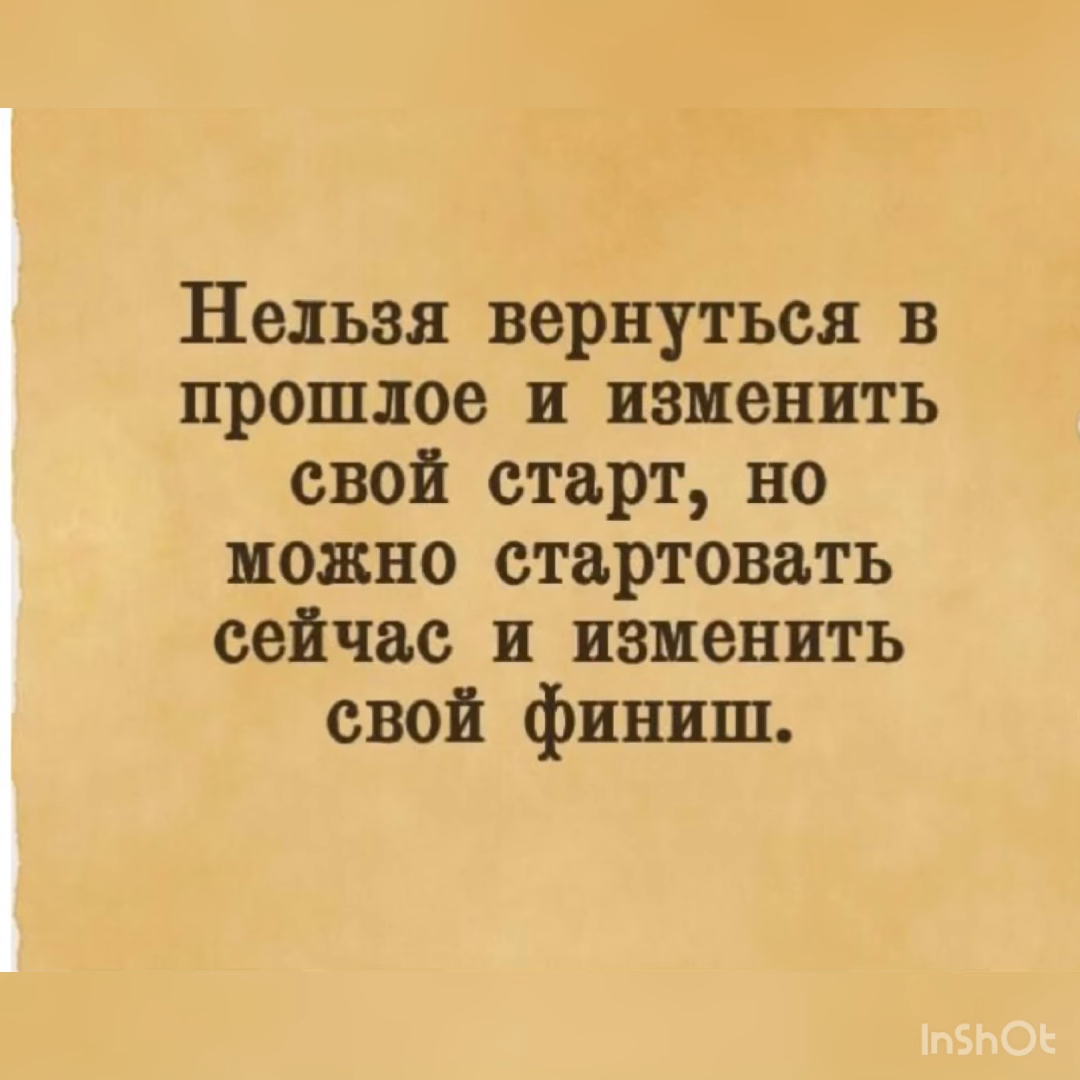 Нельзя вернуться в
прошлое и изменить
свой старт, но
можно стартовать
сейчас и изменить
свой финиш.
InShOt